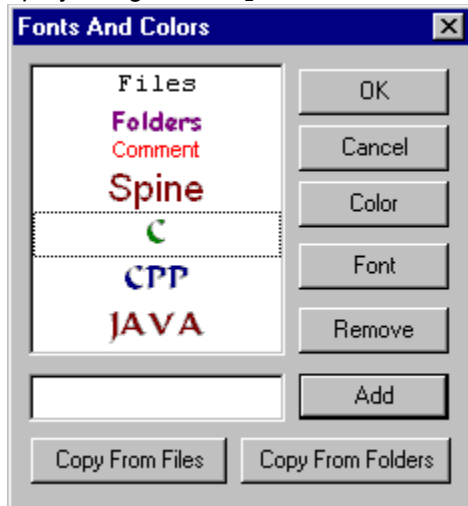 Fonts And Colors
Files
Folders
Comment
Spine
C
CPP
JAVA
OK
Cancel
Color
Font
Remove
Add
Copy From Files
Copy From Folders